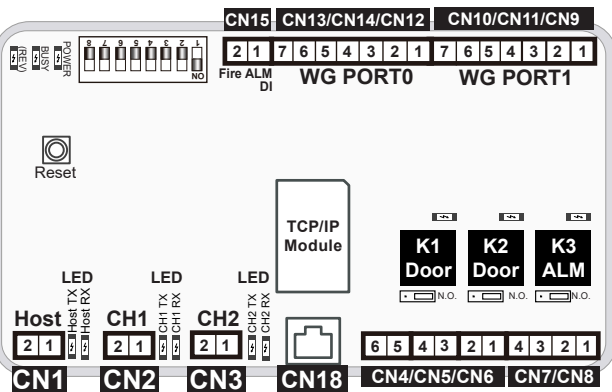 CN15 CN13/CN14/CN12 CN10/CN11/CN9
2 1 7 6 5 4 3 2 1 7 6 5 4 3 2 1
Fire ALM
DI
WG PORT0 WG PORT1
(REV)
BUSY
POWER
8 7 6 5 4 3 2 1
ON
Reset
TCP/IP
Module
K1
Door
K2
Door
K3
ALM
N.O. N.O. N.O.
LED LED LED
Host TX
Host RX
CH1 TX
CH1 RX
CH2 TX
CH2 RX
Host CH1 CH2
2 1 2 1 2 1 6 5 4 3 2 1 4 3 2 1
CN1 CN2 CN3 CN18 CN4/CN5/CN6 CN7/CN8